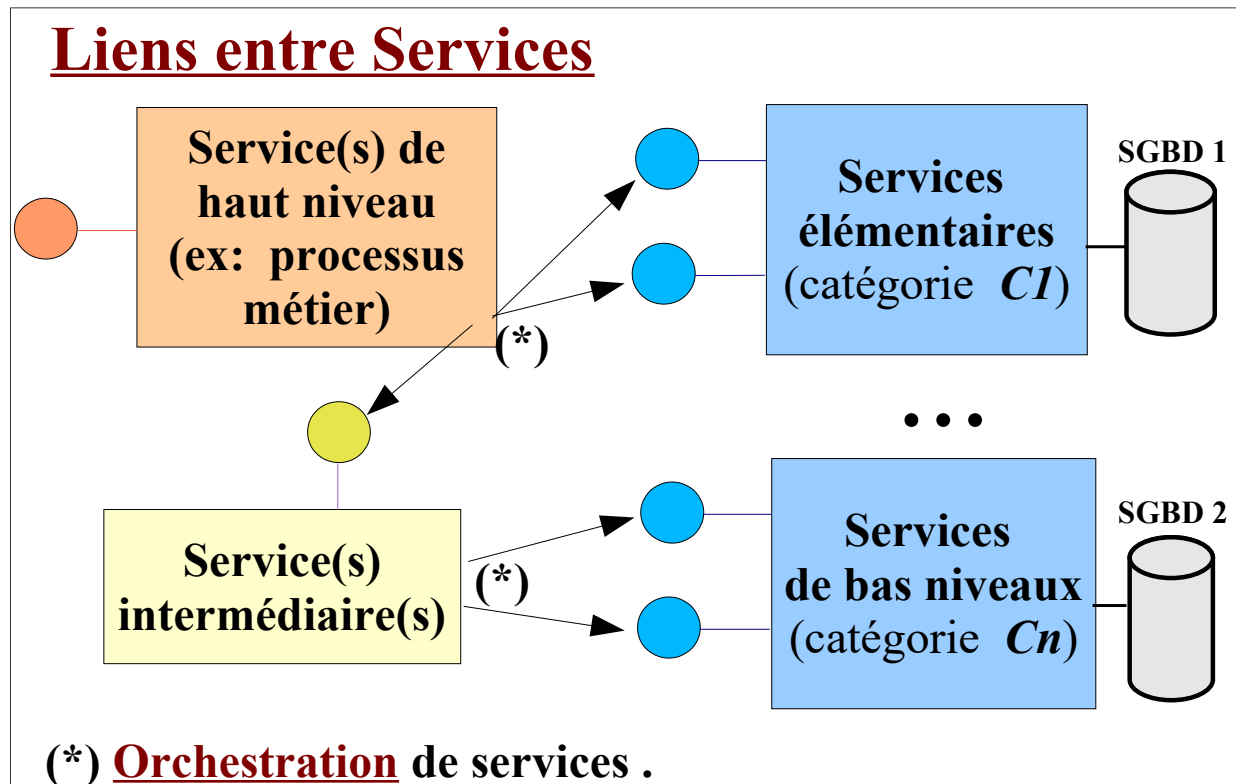 Liens entre Services
Service(s) de
haut niveau
(ex: processus
métier)
(*)
Services
élémentaires
(catégorie C1)
SGBD 1
• • •
Service(s)
intermédiaire(s)
(*)
Services
de bas niveaux
(catégorie Cn)
SGBD 2
(*) Orchestration de services .